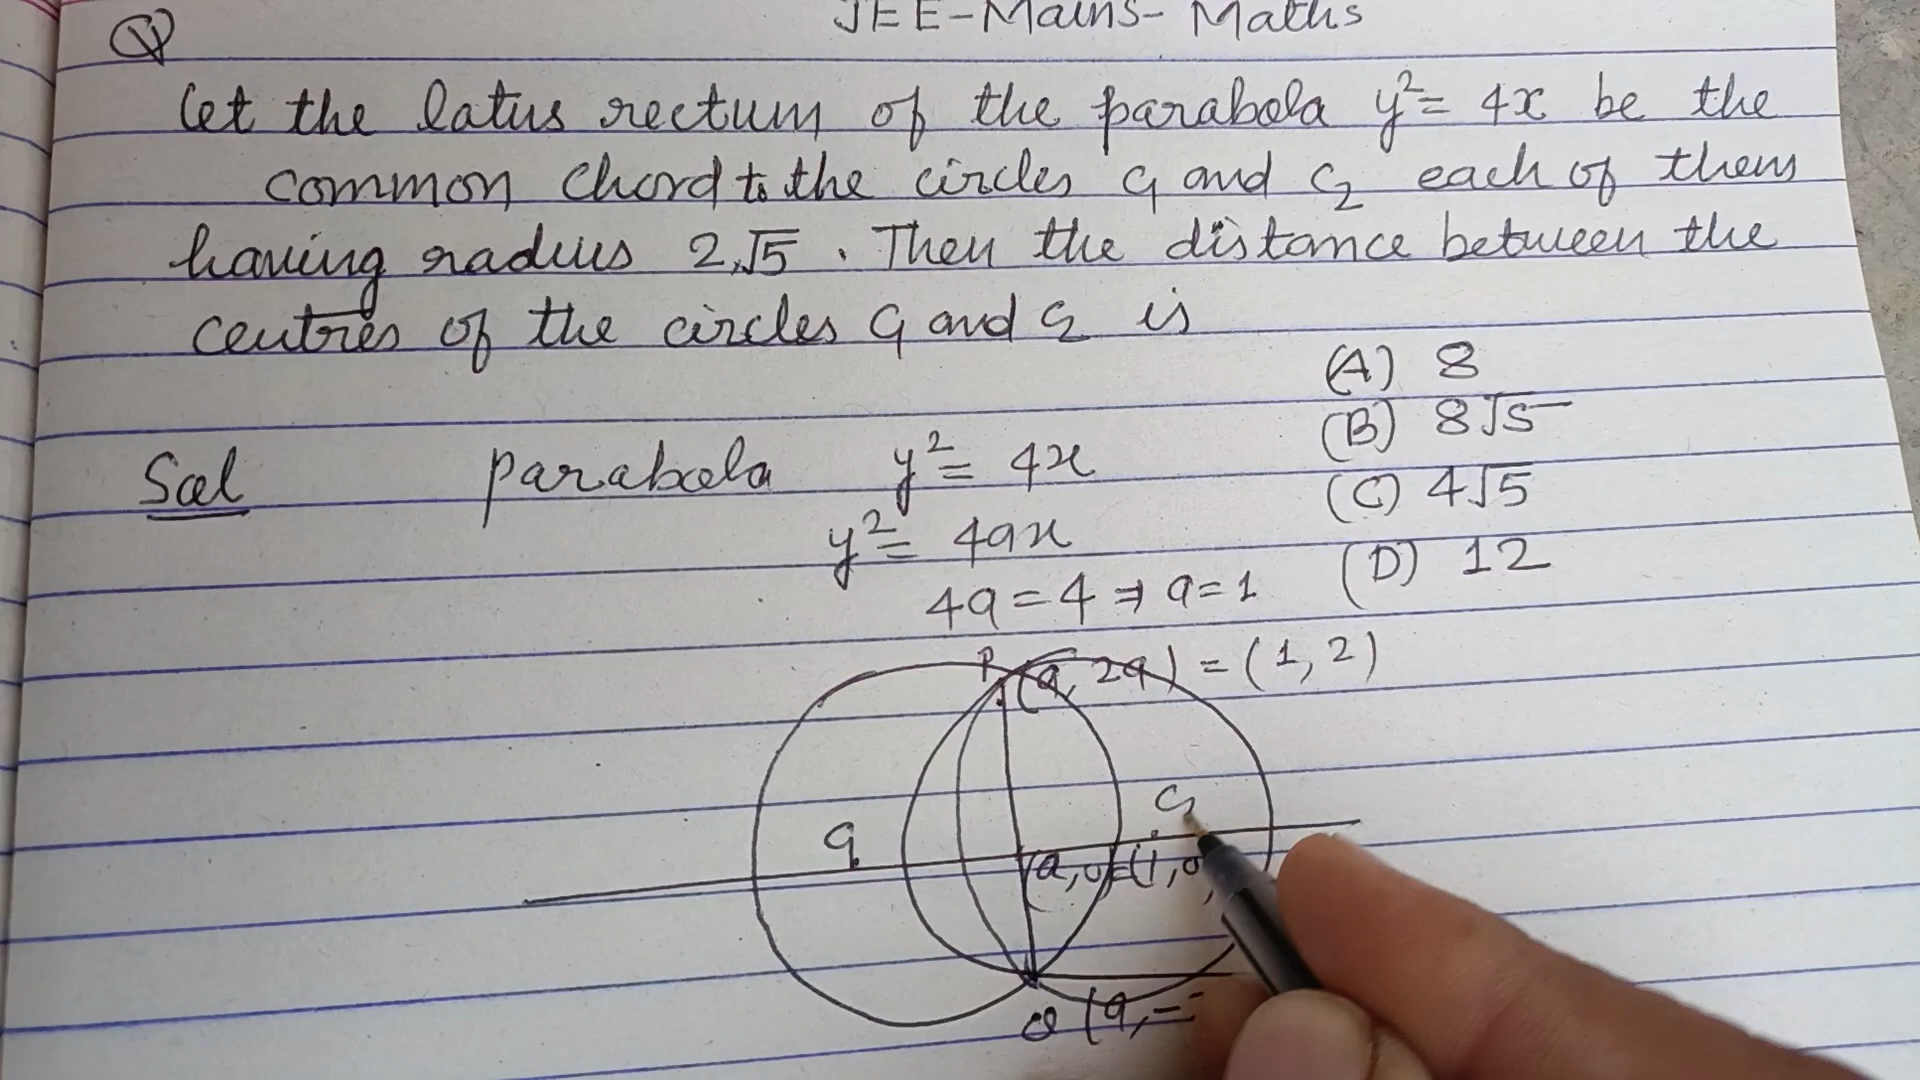 JEE-Mains-Maths
Q
Let the latus rectum of the parabola y²= 4x be the
common chord to the circles C₁ and C₂ each of them
having radius 2√5. Then the distance between the
centres of the circles C₁ and C₂ is
(A) 8
(B) 8√5
(C) 4√5
(D) 12
Sol parabola y²= 4x
y²= 4ax
4a = 4 ⇒ a=1
P (a, 2a) = (1, 2)
C₁ C₂
(a,0)=(1,0
Q (a,-